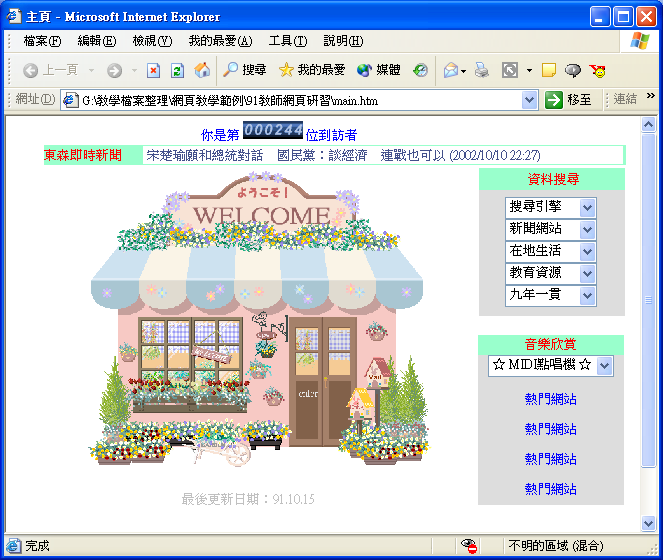 主頁 - Microsoft Internet Explorer
檔案(F) 編輯(E) 檢視(V) 我的最愛(A) 工具(T) 說明(H)
上一頁 搜尋 我的最愛 媒體
網址(D) G:\教學檔案整理\網頁教學範例\91教師網頁研習\main.htm 移至 連結 »
你是第 000244 位到訪者
東森即時新聞 宋楚瑜願和總統對話 國民黨：談經濟 連戰也可以 (2002/10/10 22:27)
ようこそ！
WELCOME
enter
資料搜尋
搜尋引擎
新聞網站
在地生活
教育資源
九年一貫
音樂欣賞
☆ MIDI點唱機 ☆
熱門網站
熱門網站
熱門網站
熱門網站
最後更新日期：91.10.15
完成 不明的區域 (混合)